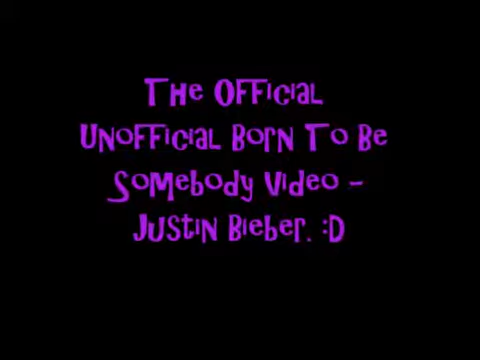 The Official
Unofficial Born To Be
Somebody Video -
Justin Bieber. :D